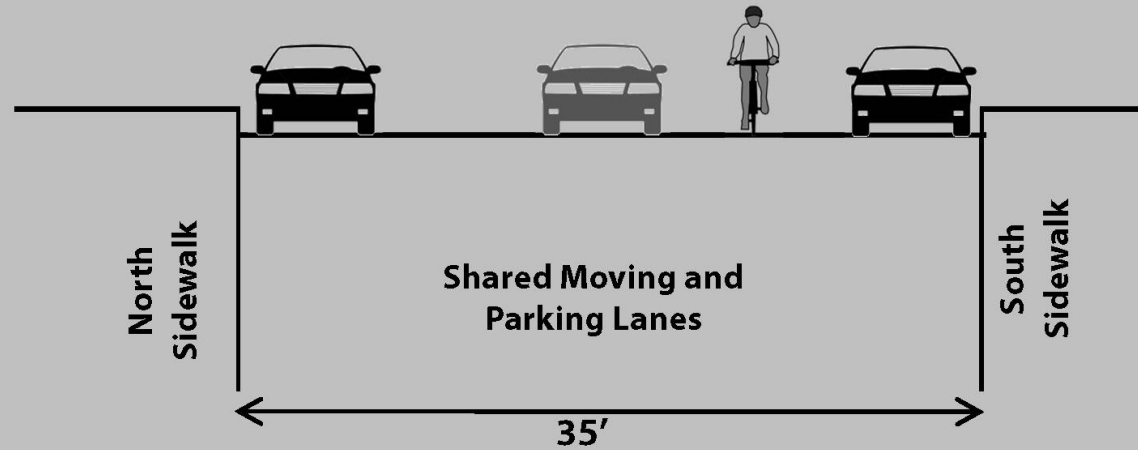 North
Sidewalk
Shared Moving and
Parking Lanes
South
Sidewalk
35′